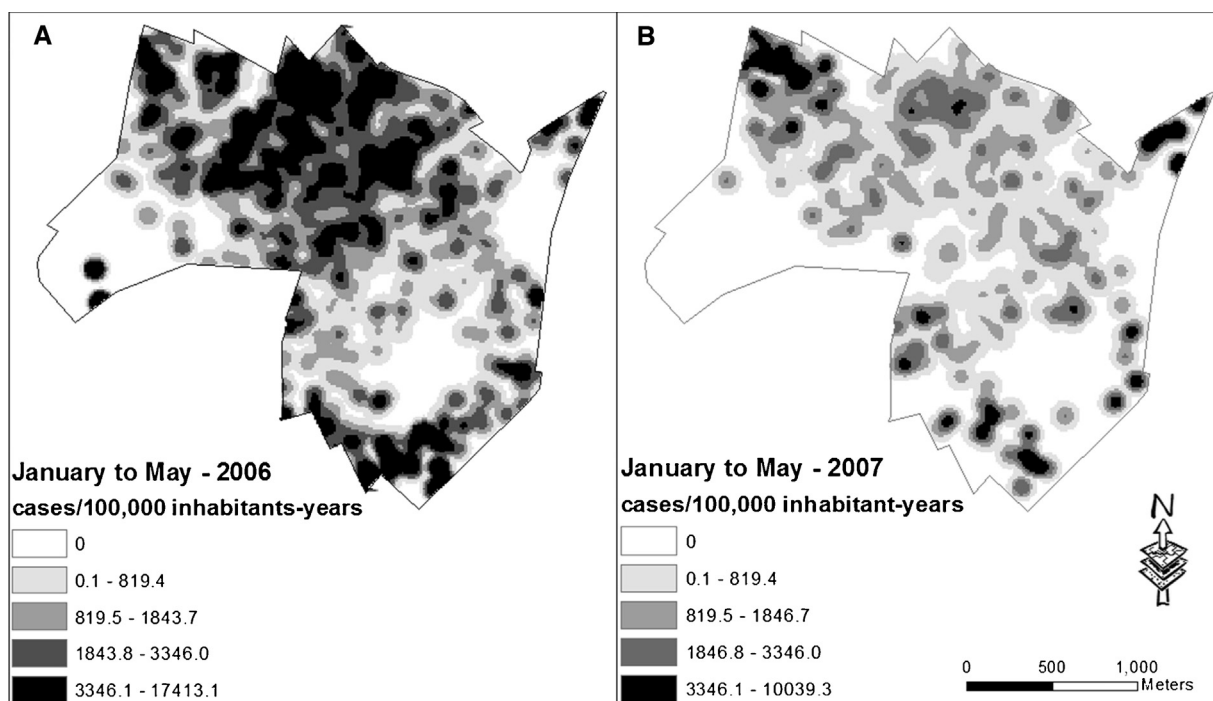 A
January to May - 2006
cases/100,000 inhabitants-years
0
0.1 - 819.4
819.5 - 1843.7
1843.8 - 3346.0
3346.1 - 17413.1
B
January to May - 2007
cases/100,000 inhabitant-years
0
0.1 - 819.4
819.5 - 1846.7
1846.8 - 3346.0
3346.1 - 10039.3
N
0 500 1,000
Meters